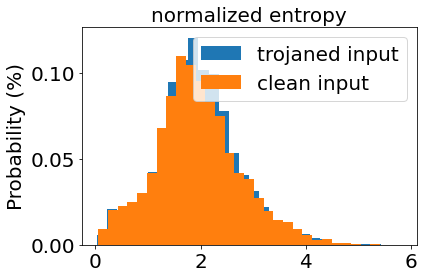 normalized entropy
trojaned input
clean input
Probability (%)
0.10
0.05
0.00
0 2 4 6